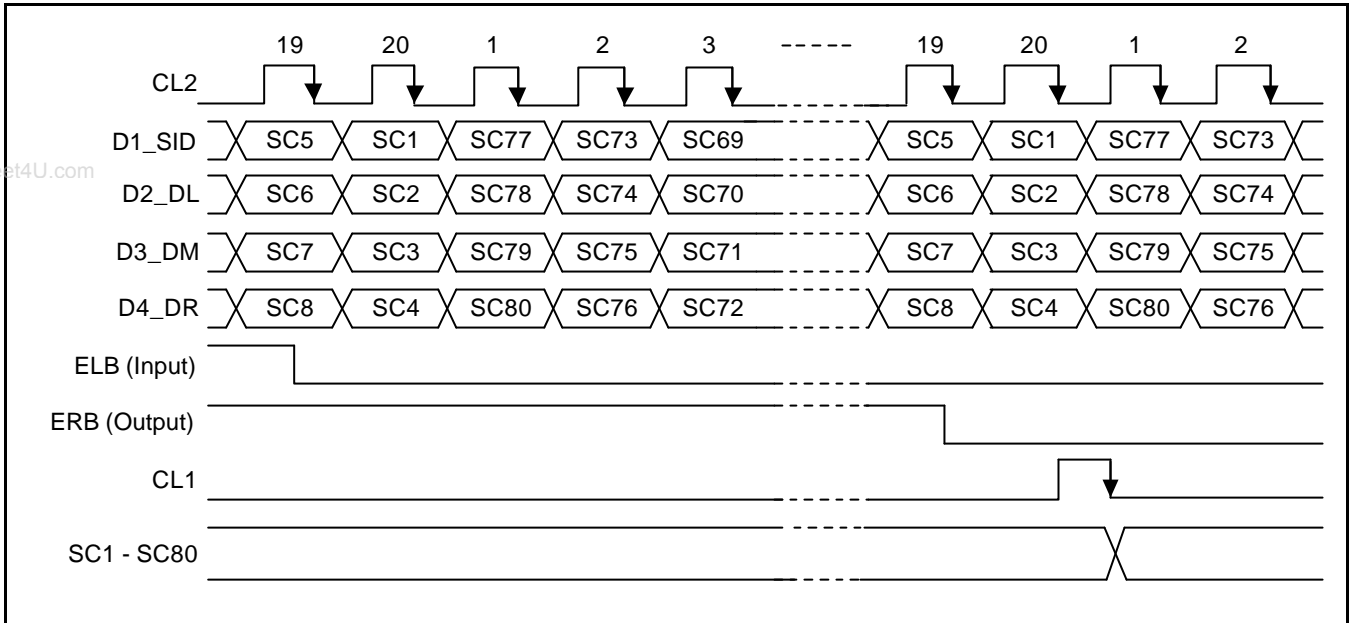 19 20 1 2 3 19 20 1 2
CL2
D1_SID SC5 SC1 SC77 SC73 SC69 SC5 SC1 SC77 SC73
et4U.com
D2_DL SC6 SC2 SC78 SC74 SC70 SC6 SC2 SC78 SC74
D3_DM SC7 SC3 SC79 SC75 SC71 SC7 SC3 SC79 SC75
D4_DR SC8 SC4 SC80 SC76 SC72 SC8 SC4 SC80 SC76
ELB (Input)
ERB (Output)
CL1
SC1 - SC80